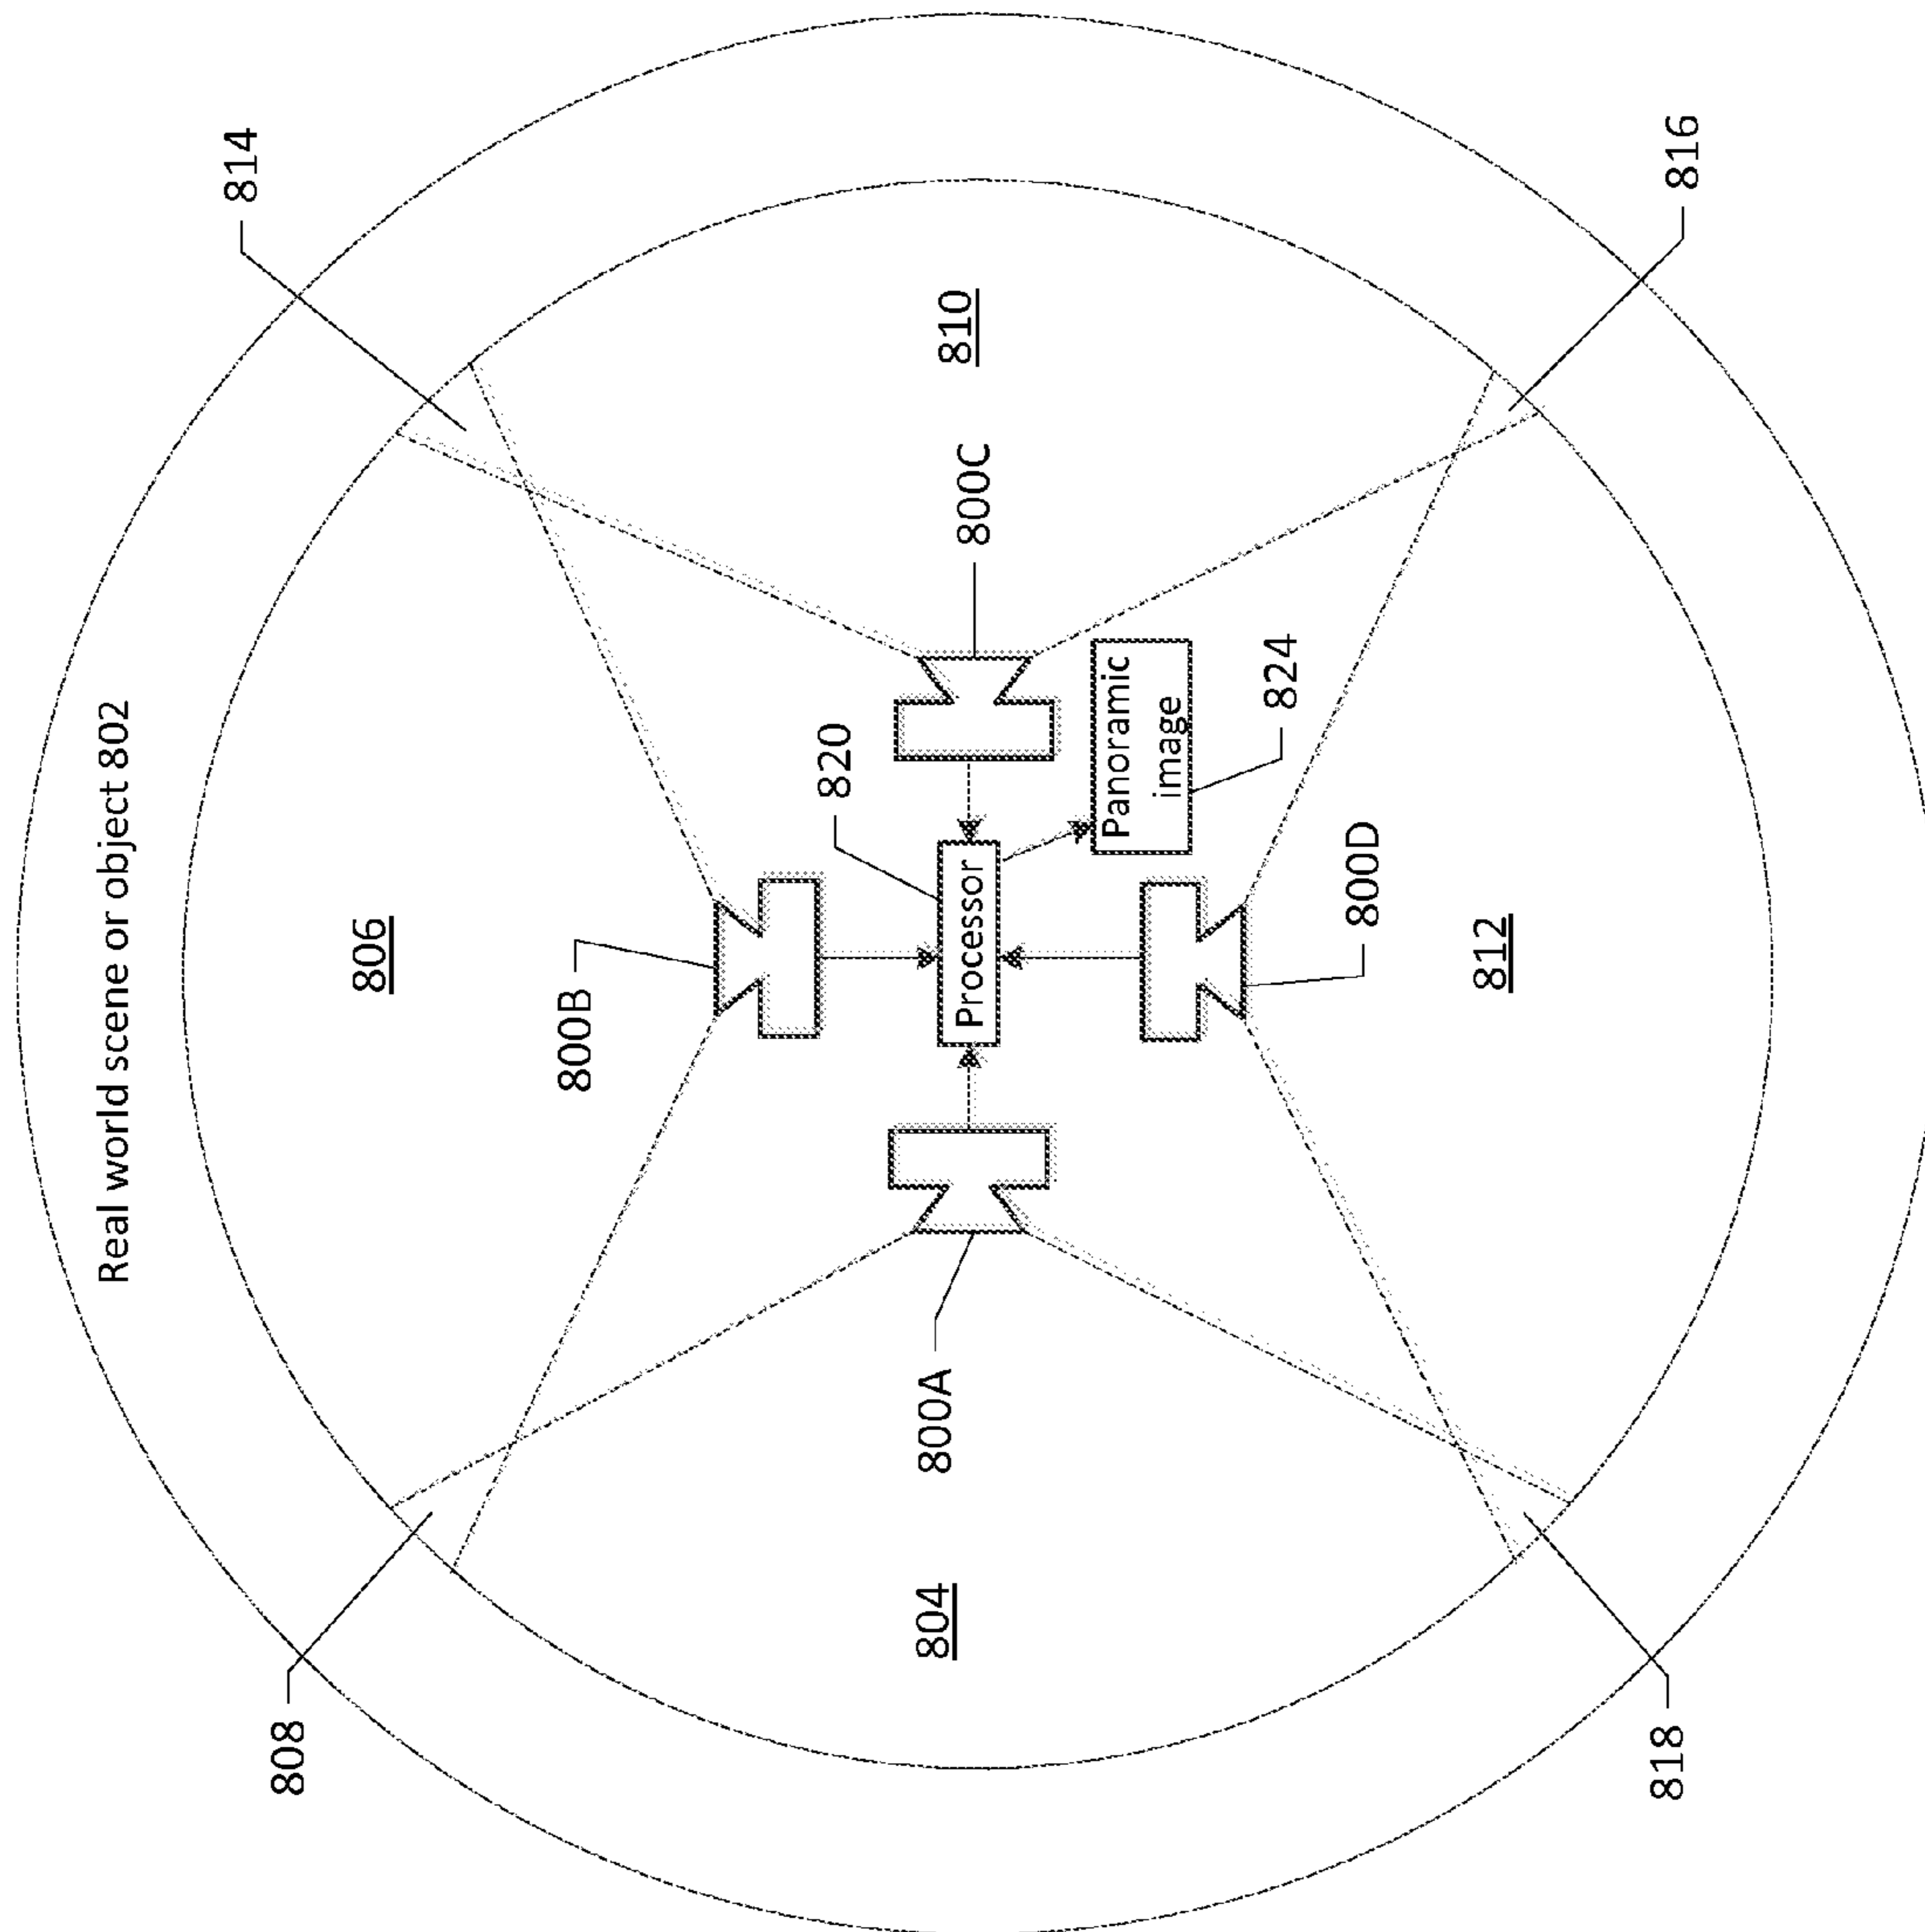 Real world scene or object 802
814
816
808
818
806
810
804
812
800B
820
800C
Processor
Panoramic
image
824
800D
800A